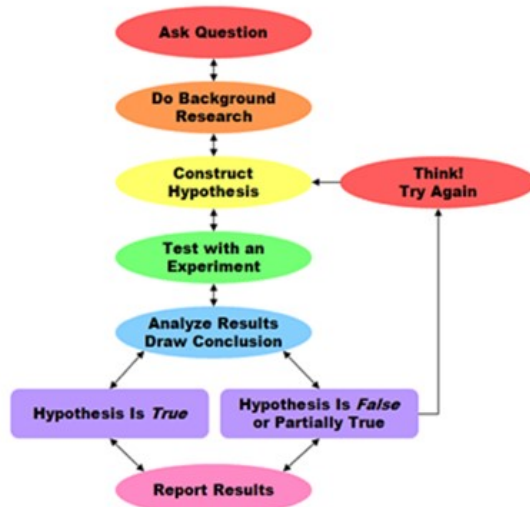 Ask Question
Do Background
Research
Construct
Hypothesis
Think!
Try Again
Test with an
Experiment
Analyze Results
Draw Conclusion
Hypothesis Is True
Hypothesis Is False
or Partially True
Report Results